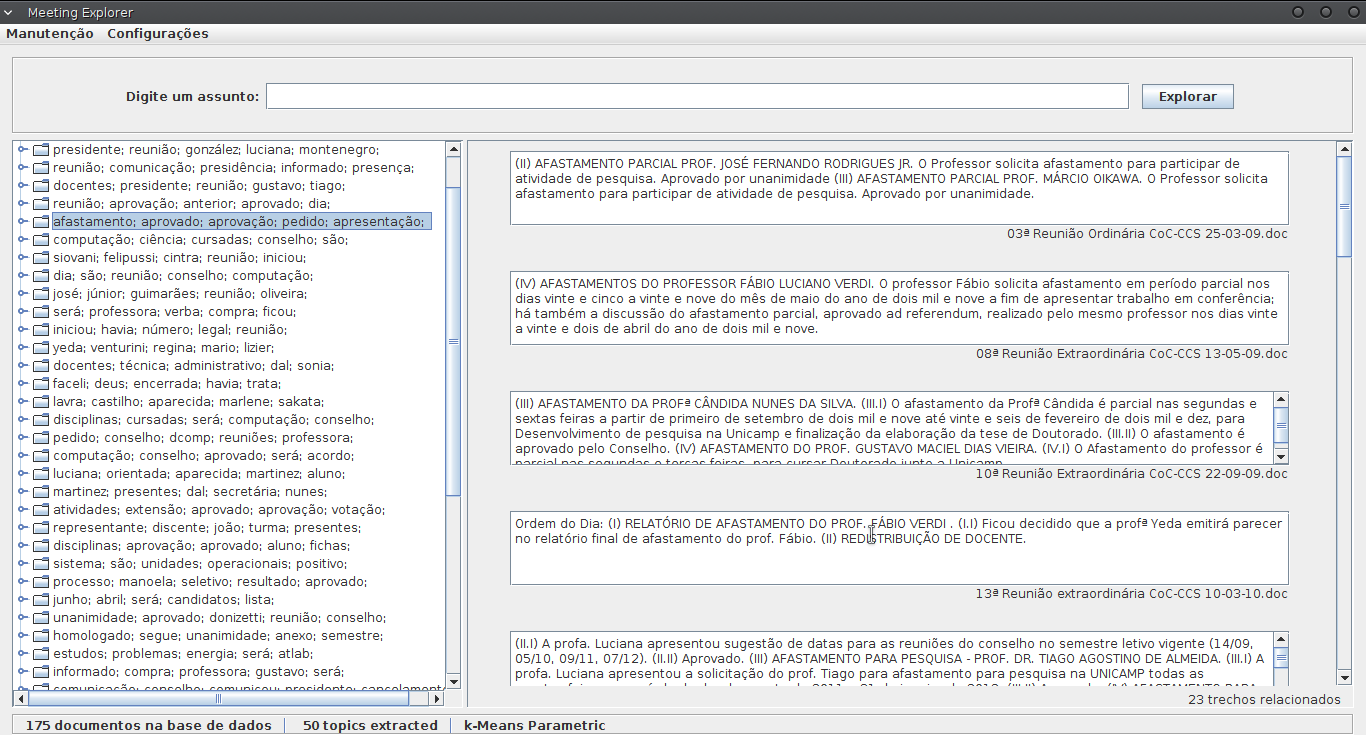 Meeting Explorer
Manutenção Configurações
Digite um assunto:
Explorar
presidente; reunião; gonzález; luciana; montenegro;
reunião; comunicação; presidência; informado; presença;
docentes; presidente; reunião; gustavo; tiago;
reunião; aprovação; anterior; aprovado; dia;
afastamento; aprovado; aprovação; pedido; apresentação;
computação; ciência; cursadas; conselho; são;
siovani; felipussi; cintra; reunião; iniciou;
dia; são; reunião; conselho; computação;
josé; júnior; guimarães; reunião; oliveira;
será; professora; verba; compra; ficou;
iniciou; havia; número; legal; reunião;
yeda; venturini; regina; mario; lizier;
docentes; técnica; administrativo; dal; sonia;
faceli; deus; encerrada; havia; trata;
lavra; castilho; aparecida; marlene; sakata;
disciplinas; cursadas; será; computação; conselho;
pedido; conselho; dcomp; reuniões; professora;
computação; conselho; aprovado; será; acordo;
luciana; orientada; aparecida; martinez; aluno;
martinez; presentes; dal; secretária; nunes;
atividades; extensão; aprovado; aprovação; votação;
representante; discente; joão; turma; presentes;
disciplinas; aprovação; aprovado; aluno; fichas;
sistema; são; unidades; operacionais; positivo;
processo; manoela; seletivo; resultado; aprovado;
junho; abril; será; candidatos; lista;
unanimidade; aprovado; donizetti; reunião; conselho;
homologado; segue; unanimidade; anexo; semestre;
estudos; problemas; energia; será; atlab;
informado; compra; professora; gustavo; será;
comunicação; conselho; comunicou; presidente; cancelament
(II) AFASTAMENTO PARCIAL PROF. JOSÉ FERNANDO RODRIGUES JR. O Professor solicita afastamento para participar de
atividade de pesquisa. Aprovado por unanimidade (III) AFASTAMENTO PARCIAL PROF. MÁRCIO OIKAWA. O Professor solicita
afastamento para participar de atividade de pesquisa. Aprovado por unanimidade.
03ª Reunião Ordinária CoC-CCS 25-03-09.doc
(IV) AFASTAMENTOS DO PROFESSOR FÁBIO LUCIANO VERDI. O professor Fábio solicita afastamento em período parcial nos
dias vinte e cinco a vinte e nove do mês de maio do ano de dois mil e nove a fim de apresentar trabalho em conferência;
há também a discussão do afastamento parcial, aprovado ad referendum, realizado pelo mesmo professor nos dias vinte
a vinte e dois de abril do ano de dois mil e nove.
08ª Reunião Extraordinária CoC-CCS 13-05-09.doc
(III) AFASTAMENTO DA PROFª CÂNDIDA NUNES DA SILVA. (III.I) O afastamento da Profª Cândida é parcial nas segundas e
sextas feiras a partir de primeiro de setembro de dois mil e nove até vinte e seis de fevereiro de dois mil e dez, para
Desenvolvimento de pesquisa na Unicamp e finalização da elaboração da tese de Doutorado. (III.II) O afastamento é
aprovado pelo Conselho. (IV) AFASTAMENTO DO PROF. GUSTAVO MACIEL DIAS VIEIRA. (IV.I) O Afastamento do professor é
parcial nas segundas e terças feiras, para cursar Doutorado junto a Unicamp
10ª Reunião Extraordinária CoC-CCS 22-09-09.doc
Ordem do Dia: (I) RELATÓRIO DE AFASTAMENTO DO PROF. FÁBIO VERDI . (I.I) Ficou decidido que a profª Yeda emitirá parecer
no relatório final de afastamento do prof. Fábio. (II) REDISTRIBUIÇÃO DE DOCENTE.
13ª Reunião extraordinária CoC-CCS 10-03-10.doc
(II.I) A profa. Luciana apresentou sugestão de datas para as reuniões do conselho no semestre letivo vigente (14/09,
05/10, 09/11, 07/12). (II.II) Aprovado. (III) AFASTAMENTO PARA PESQUISA - PROF. DR. TIAGO AGOSTINO DE ALMEIDA. (III.I) A
profa. Luciana apresentou a solicitação do prof. Tiago para afastamento para pesquisa na UNICAMP todas as
23 trechos relacionados
175 documentos na base de dados 50 topics extracted k-Means Parametric